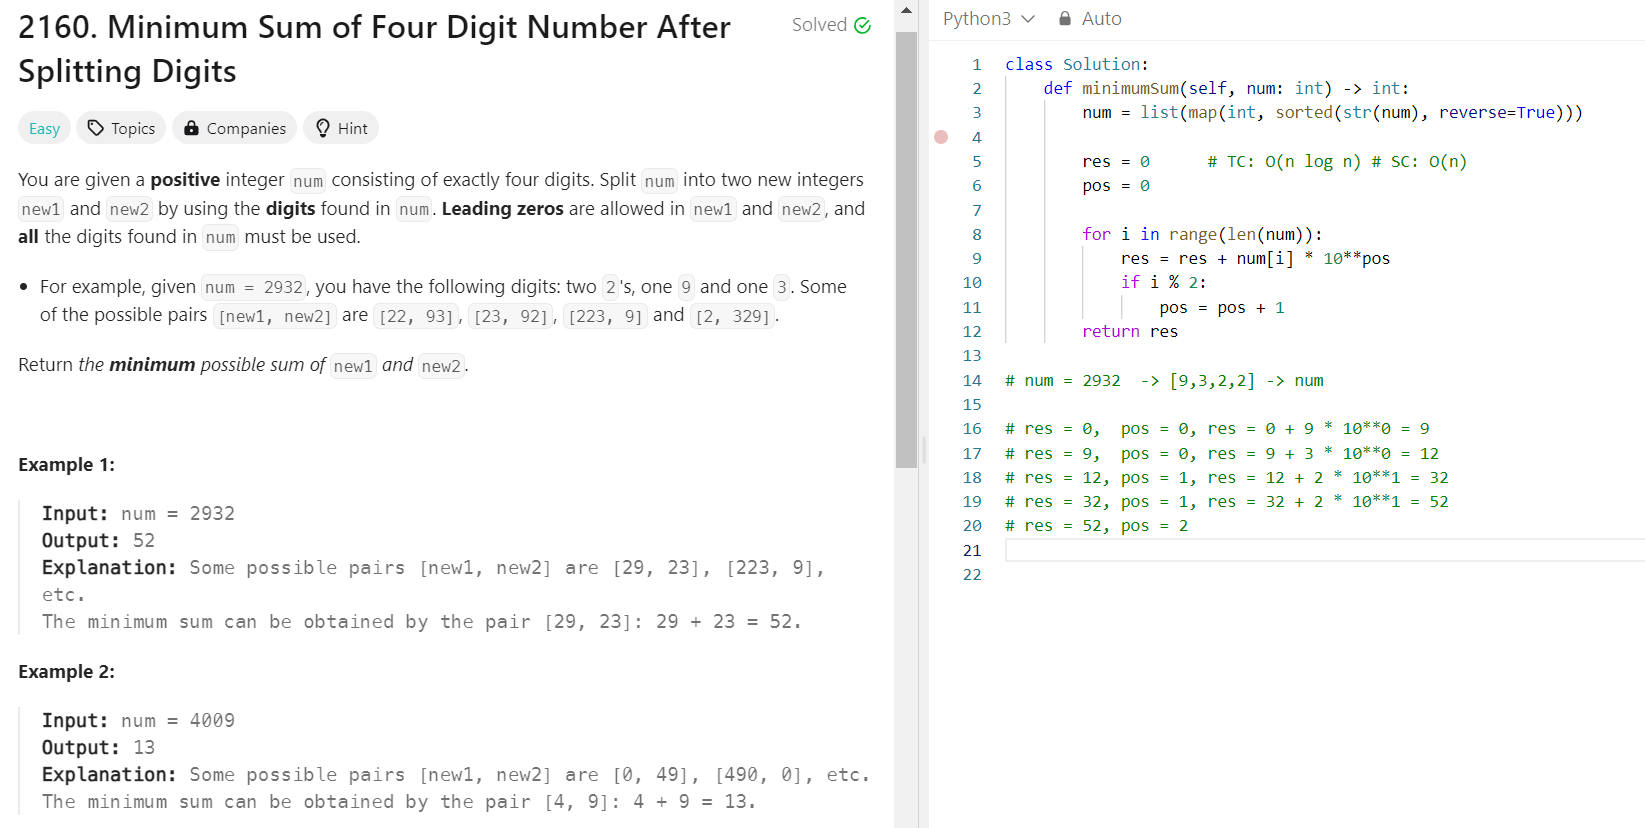 2160. Minimum Sum of Four Digit Number After
Splitting Digits
Solved
Easy
Topics
Companies
Hint
You are given a positive integer num consisting of exactly four digits. Split num into two new integers
new1 and new2 by using the digits found in num. Leading zeros are allowed in new1 and new2, and
all the digits found in num must be used.
• For example, given num = 2932, you have the following digits: two 2's, one 9 and one 3. Some
of the possible pairs [new1, new2] are [22, 93], [23, 92], [223, 9] and [2, 329].
Return the minimum possible sum of new1 and new2.
Example 1:
Input: num = 2932
Output: 52
Explanation: Some possible pairs [new1, new2] are [29, 23], [223, 9],
etc.
The minimum sum can be obtained by the pair [29, 23]: 29 + 23 = 52.
Example 2:
Input: num = 4009
Output: 13
Explanation: Some possible pairs [new1, new2] are [0, 49], [490, 0], etc.
The minimum sum can be obtained by the pair [4, 9]: 4 + 9 = 13.
Python3
Auto
1 class Solution:
2 def minimumSum(self, num: int) -> int:
3 num = list(map(int, sorted(str(num), reverse=True)))
4
5 res = 0 # TC: O(n log n) # SC: O(n)
6 pos = 0
7
8 for i in range(len(num)):
9 res = res + num[i] * 10**pos
10 if i % 2:
11 pos = pos + 1
12 return res
13
14 # num = 2932 -> [9,3,2,2] -> num
15
16 # res = 0, pos = 0, res = 0 + 9 * 10**0 = 9
17 # res = 9, pos = 0, res = 9 + 3 * 10**0 = 12
18 # res = 12, pos = 1, res = 12 + 2 * 10**1 = 32
19 # res = 32, pos = 1, res = 32 + 2 * 10**1 = 52
20 # res = 52, pos = 2
21
22